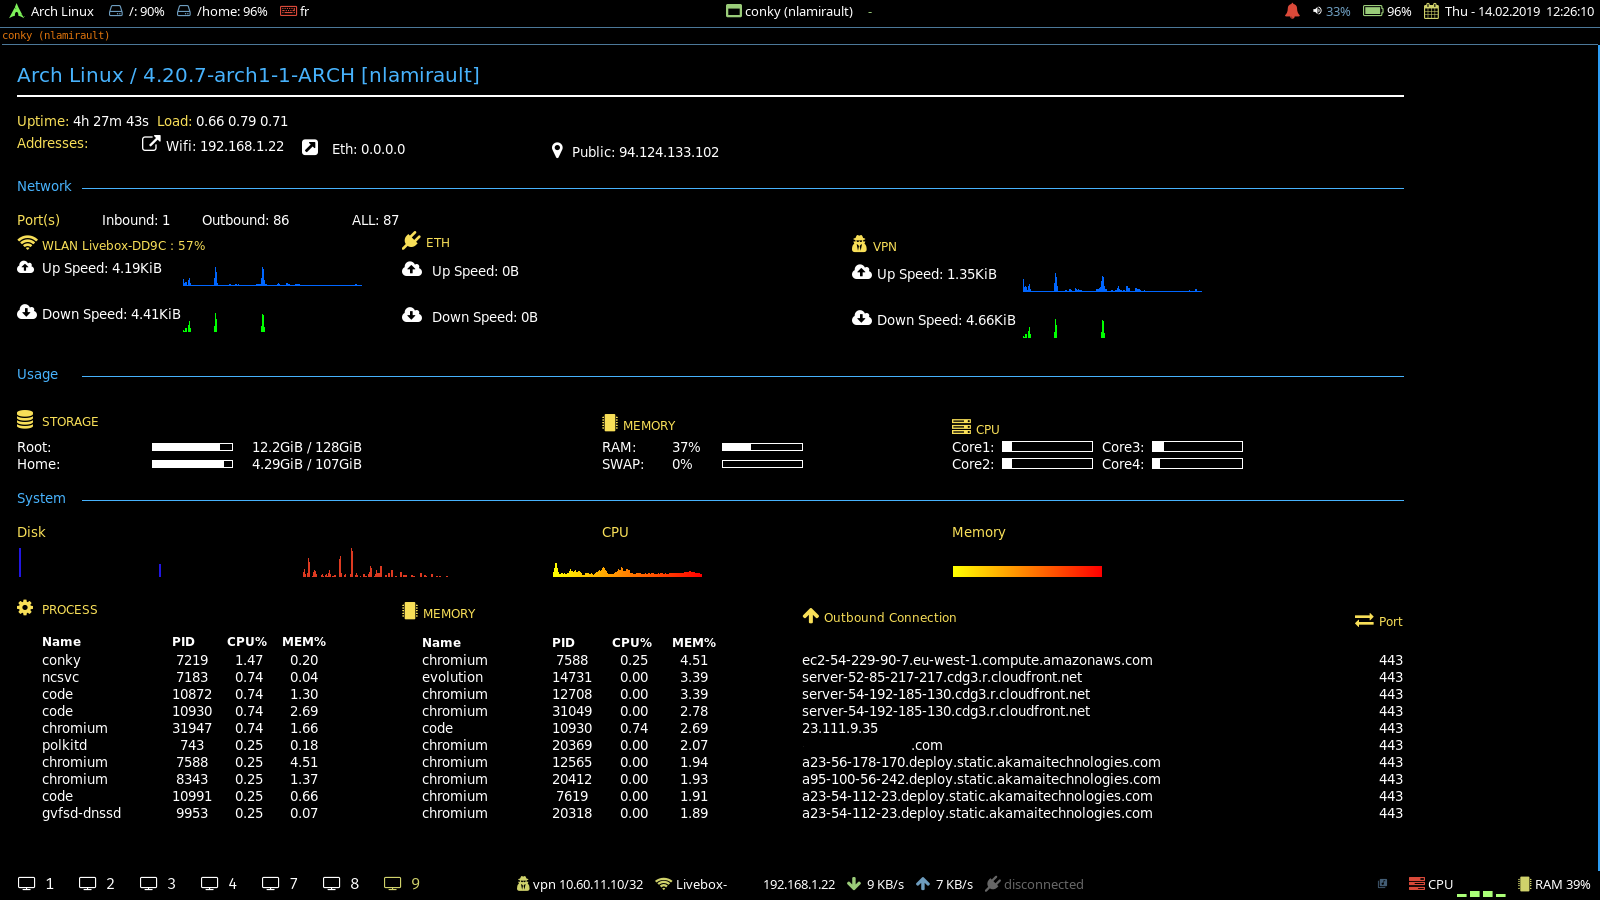 Arch Linux /: 90% /home: 96% fr conky (nlamirault) - 33% 96% Thu - 14.02.2019 12:26:10
conky (nlamirault)
Arch Linux / 4.20.7-arch1-1-ARCH [nlamirault]
Uptime: 4h 27m 43s Load: 0.66 0.79 0.71
Addresses: Wifi: 192.168.1.22 Eth: 0.0.0.0 Public: 94.124.133.102
Network
Port(s) Inbound: 1 Outbound: 86 ALL: 87
WLAN Livebox-DD9C : 57% ETH VPN
Up Speed: 4.19KiB Up Speed: 0B Up Speed: 1.35KiB
Down Speed: 4.41KiB Down Speed: 0B Down Speed: 4.66KiB
Usage
STORAGE MEMORY CPU
Root: 12.2GiB / 128GiB RAM: 37% Core1: Core3:
Home: 4.29GiB / 107GiB SWAP: 0% Core2: Core4:
System
Disk CPU Memory
PROCESS MEMORY Outbound Connection Port
Name PID CPU% MEM% Name PID CPU% MEM%
conky 7219 1.47 0.20 chromium 7588 0.25 4.51 ec2-54-229-90-7.eu-west-1.compute.amazonaws.com 443
ncsvc 7183 0.74 0.04 evolution 14731 0.00 3.39 server-52-85-217-217.cdg3.r.cloudfront.net 443
code 10872 0.74 1.30 chromium 12708 0.00 3.39 server-54-192-185-130.cdg3.r.cloudfront.net 443
code 10930 0.74 2.69 chromium 31049 0.00 2.78 server-54-192-185-130.cdg3.r.cloudfront.net 443
chromium 31947 0.74 1.66 code 10930 0.74 2.69 23.111.9.35 443
polkitd 743 0.25 0.18 chromium 20369 0.00 2.07 .com 443
chromium 7588 0.25 4.51 chromium 12565 0.00 1.94 a23-56-178-170.deploy.static.akamaitechnologies.com 443
chromium 8343 0.25 1.37 chromium 20412 0.00 1.93 a95-100-56-242.deploy.static.akamaitechnologies.com 443
code 10991 0.25 0.66 chromium 7619 0.00 1.91 a23-54-112-23.deploy.static.akamaitechnologies.com 443
gvfsd-dnssd 9953 0.25 0.07 chromium 20318 0.00 1.89 a23-54-112-23.deploy.static.akamaitechnologies.com 443
1 2 3 4 7 8 9 vpn 10.60.11.10/32 Livebox- 192.168.1.22 9 KB/s 7 KB/s disconnected CPU RAM 39%